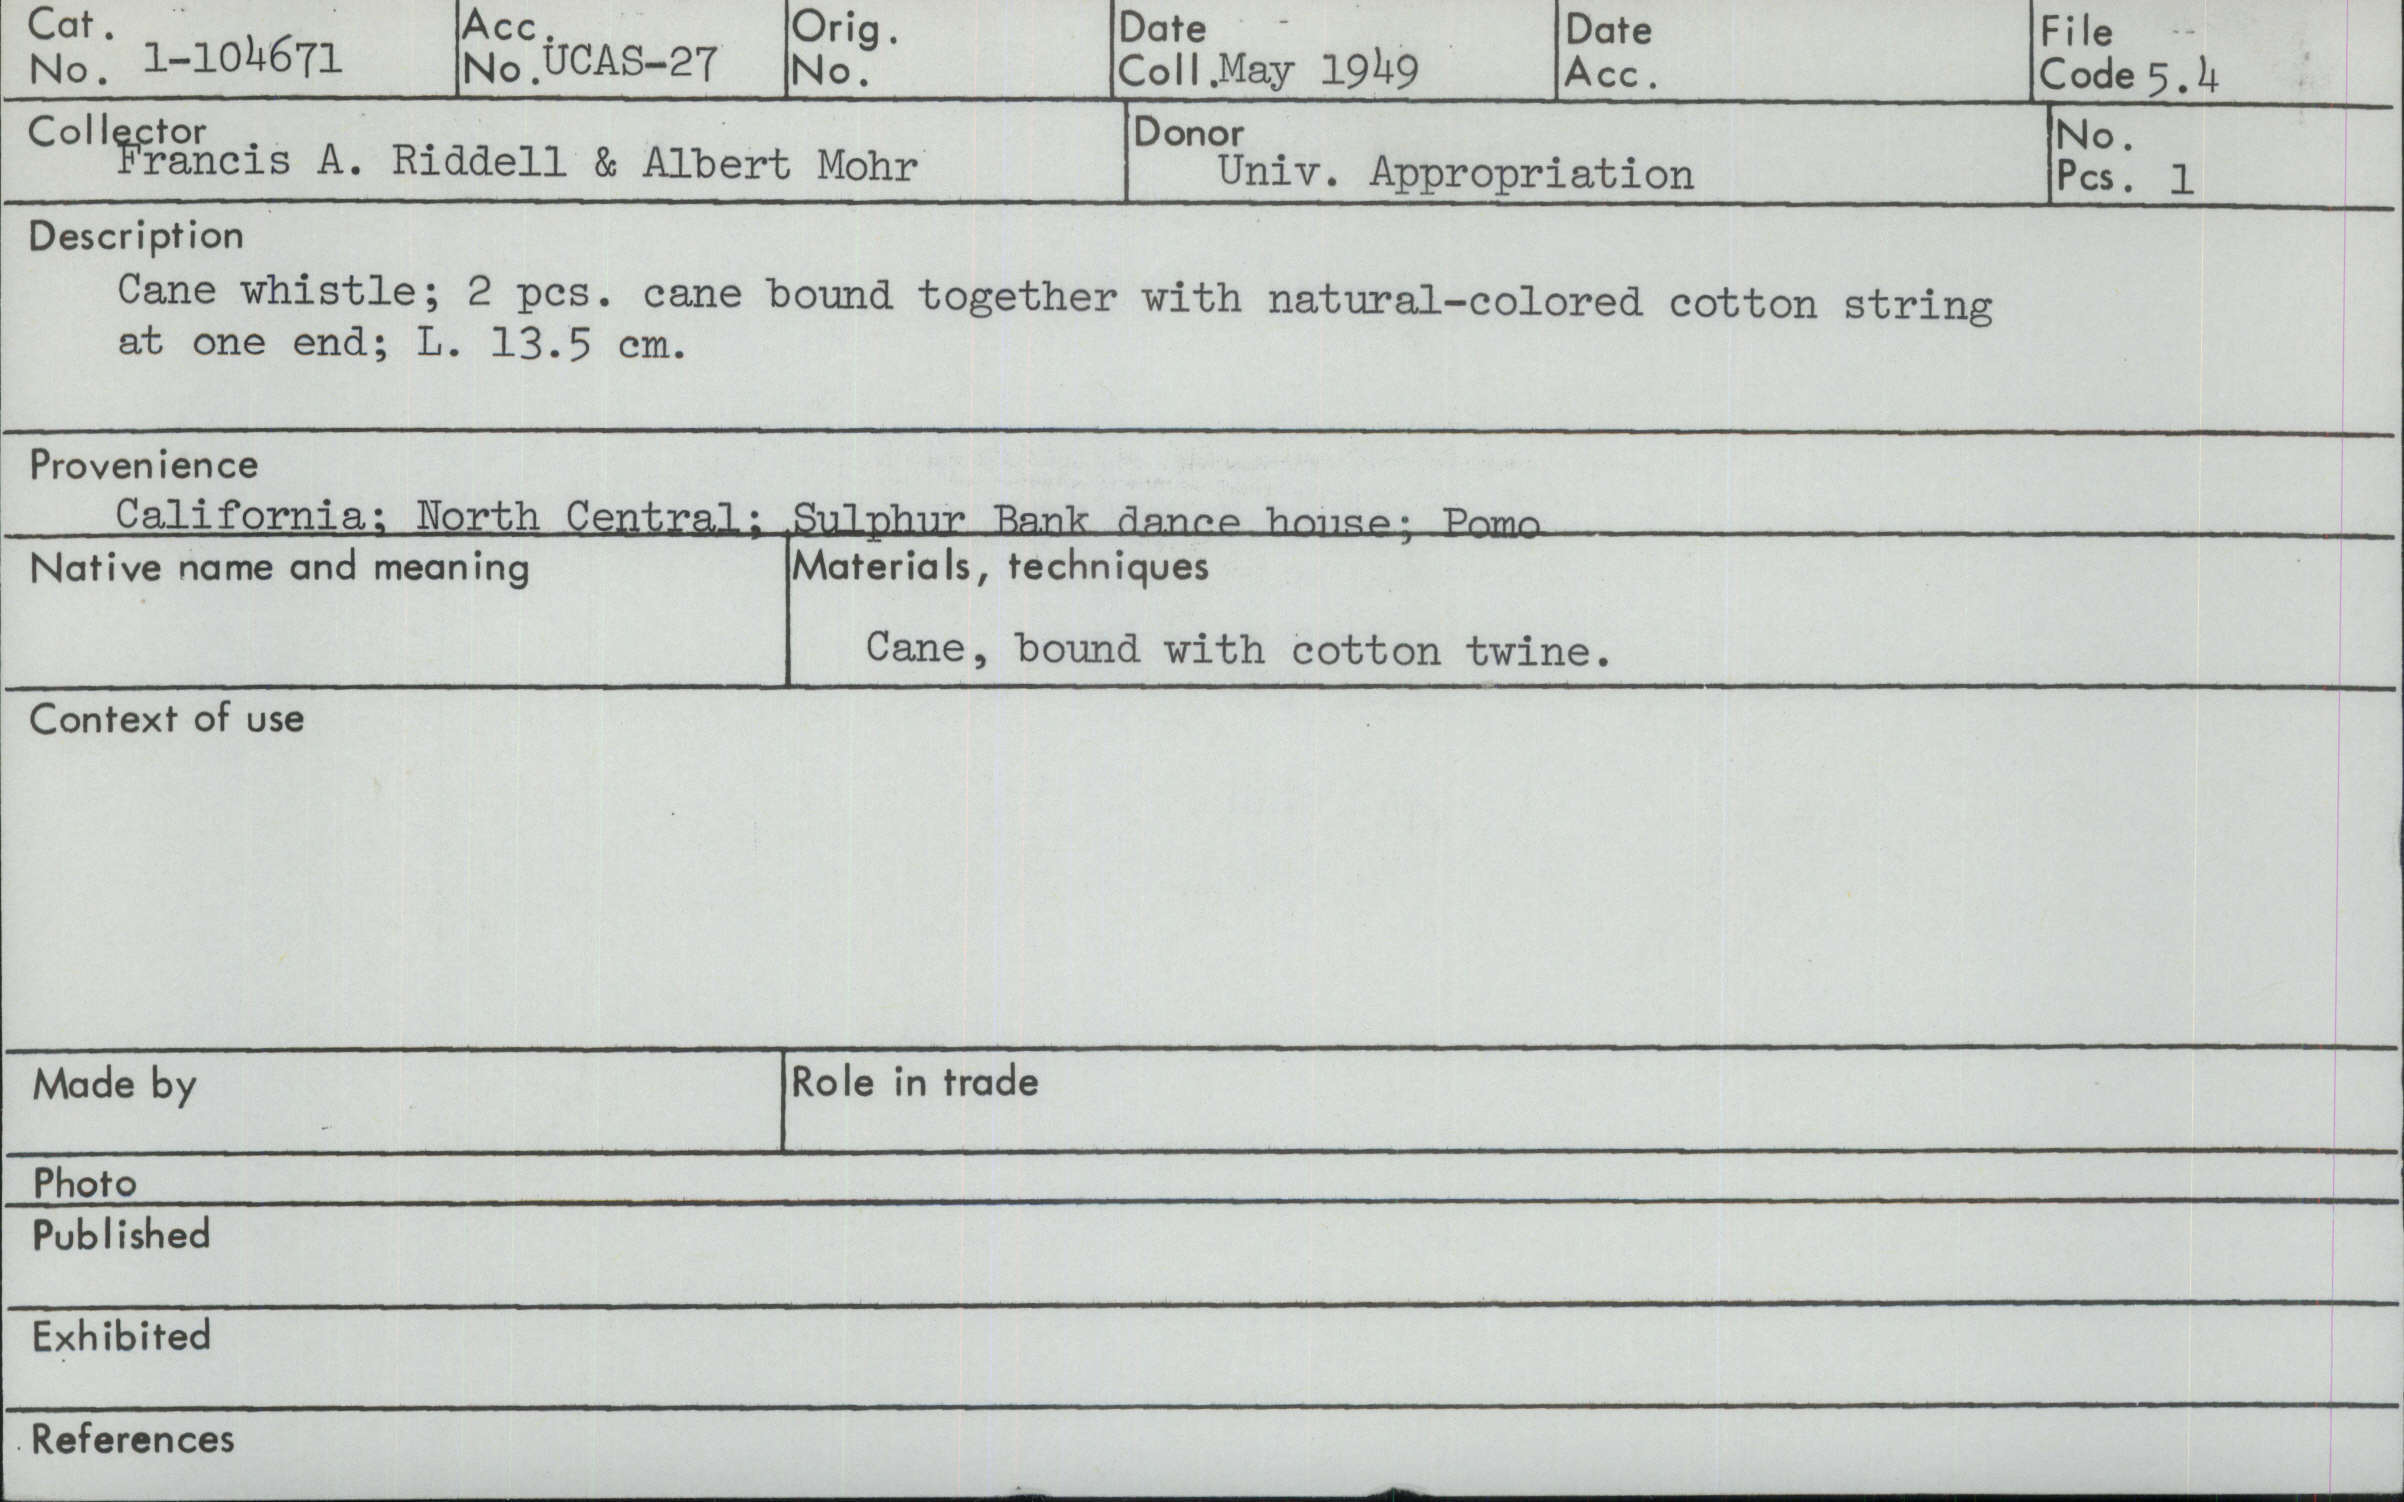 Cat. No. 1-104671
Acc. No. UCAS-27
Orig. No.
Date Coll. May 1949
Date Acc.
File Code 5.4
Collector
Francis A. Riddell & Albert Mohr
Donor
Univ. Appropriation
No. Pcs. 1
Description
Cane whistle; 2 pcs. cane bound together with natural-colored cotton string
at one end; L. 13.5 cm.
Provenience
California; North Central; Sulphur Bank dance house; Pomo
Native name and meaning
Materials, techniques
Cane, bound with cotton twine.
Context of use
Made by
Role in trade
Photo
Published
Exhibited
References